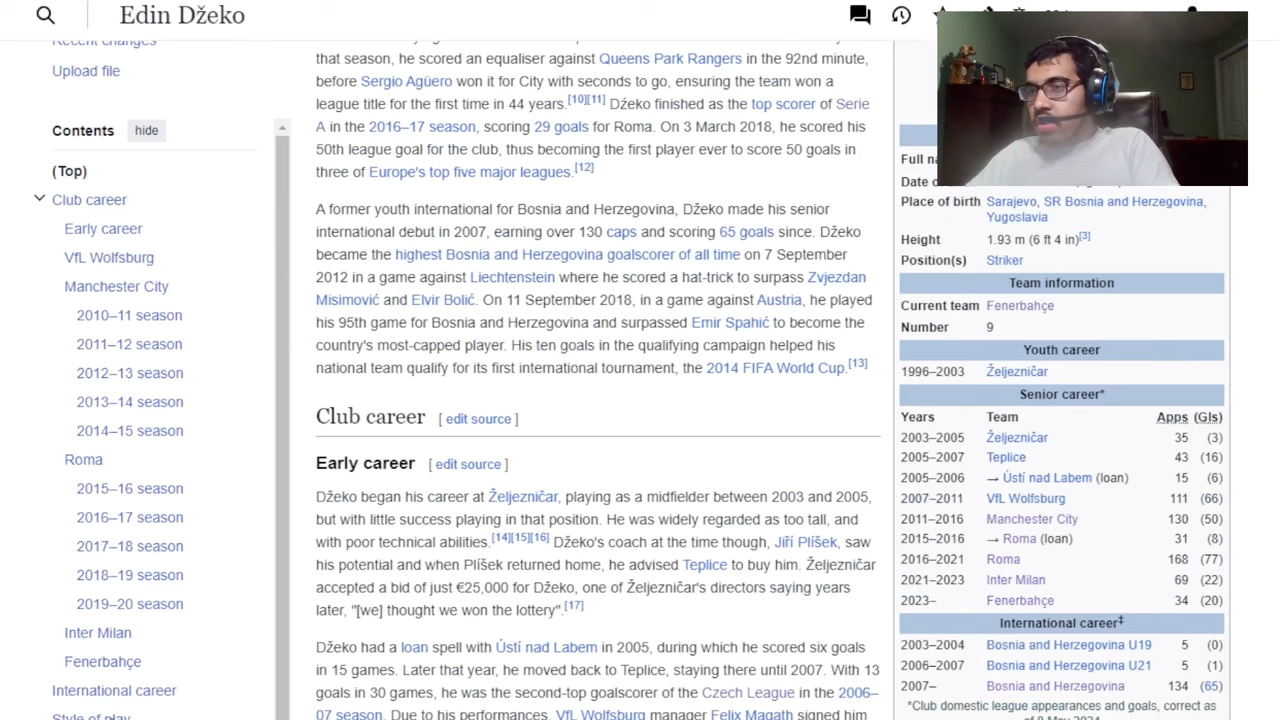 Edin Džeko
Recent changes
Upload file
Contents hide
(Top)
Club career
Early career
VfL Wolfsburg
Manchester City
2010–11 season
2011–12 season
2012–13 season
2013–14 season
2014–15 season
Roma
2015–16 season
2016–17 season
2017–18 season
2018–19 season
2019–20 season
Inter Milan
Fenerbahçe
International career
Style of play
that season, he scored an equaliser against Queens Park Rangers in the 92nd minute,
before Sergio Agüero won it for City with seconds to go, ensuring the team won a
league title for the first time in 44 years.[10][11] Džeko finished as the top scorer of Serie
A in the 2016–17 season, scoring 29 goals for Roma. On 3 March 2018, he scored his
50th league goal for the club, thus becoming the first player ever to score 50 goals in
three of Europe's top five major leagues.[12]
A former youth international for Bosnia and Herzegovina, Džeko made his senior
international debut in 2007, earning over 130 caps and scoring 65 goals since. Džeko
became the highest Bosnia and Herzegovina goalscorer of all time on 7 September
2012 in a game against Liechtenstein where he scored a hat-trick to surpass Zvjezdan
Misimović and Elvir Bolić. On 11 September 2018, in a game against Austria, he played
his 95th game for Bosnia and Herzegovina and surpassed Emir Spahić to become the
country's most-capped player. His ten goals in the qualifying campaign helped his
national team qualify for its first international tournament, the 2014 FIFA World Cup.[13]
Club career [ edit source ]
Early career [ edit source ]
Džeko began his career at Željezničar, playing as a midfielder between 2003 and 2005,
but with little success playing in that position. He was widely regarded as too tall, and
with poor technical abilities.[14][15][16] Džeko's coach at the time though, Jiří Plíšek, saw
his potential and when Plíšek returned home, he advised Teplice to buy him. Željezničar
accepted a bid of just €25,000 for Džeko, one of Željezničar's directors saying years
later, "[we] thought we won the lottery".[17]
Džeko had a loan spell with Ústí nad Labem in 2005, during which he scored six goals
in 15 games. Later that year, he moved back to Teplice, staying there until 2007. With 13
goals in 30 games, he was the second-top goalscorer of the Czech League in the 2006–
07 season. Due to his performances, VfL Wolfsburg manager Felix Magath signed him
Full
Date
Place of birth Sarajevo, SR Bosnia and Herzegovina,
Yugoslavia
Height 1.93 m (6 ft 4 in)[3]
Position(s) Striker
Team information
Current team Fenerbahçe
Number 9
Youth career
1996–2003 Željezničar
Senior career*
Years Team Apps (Gls)
2003–2005 Željezničar 35 (3)
2005–2007 Teplice 43 (16)
2005–2006 → Ústí nad Labem (loan) 15 (6)
2007–2011 VfL Wolfsburg 111 (66)
2011–2016 Manchester City 130 (50)
2015–2016 → Roma (loan) 31 (8)
2016–2021 Roma 168 (77)
2021–2023 Inter Milan 69 (22)
2023– Fenerbahçe 34 (20)
International career‡
2003–2004 Bosnia and Herzegovina U19 5 (0)
2006–2007 Bosnia and Herzegovina U21 5 (1)
2007– Bosnia and Herzegovina 134 (65)
*Club domestic league appearances and goals, correct as
of 8 May 2024